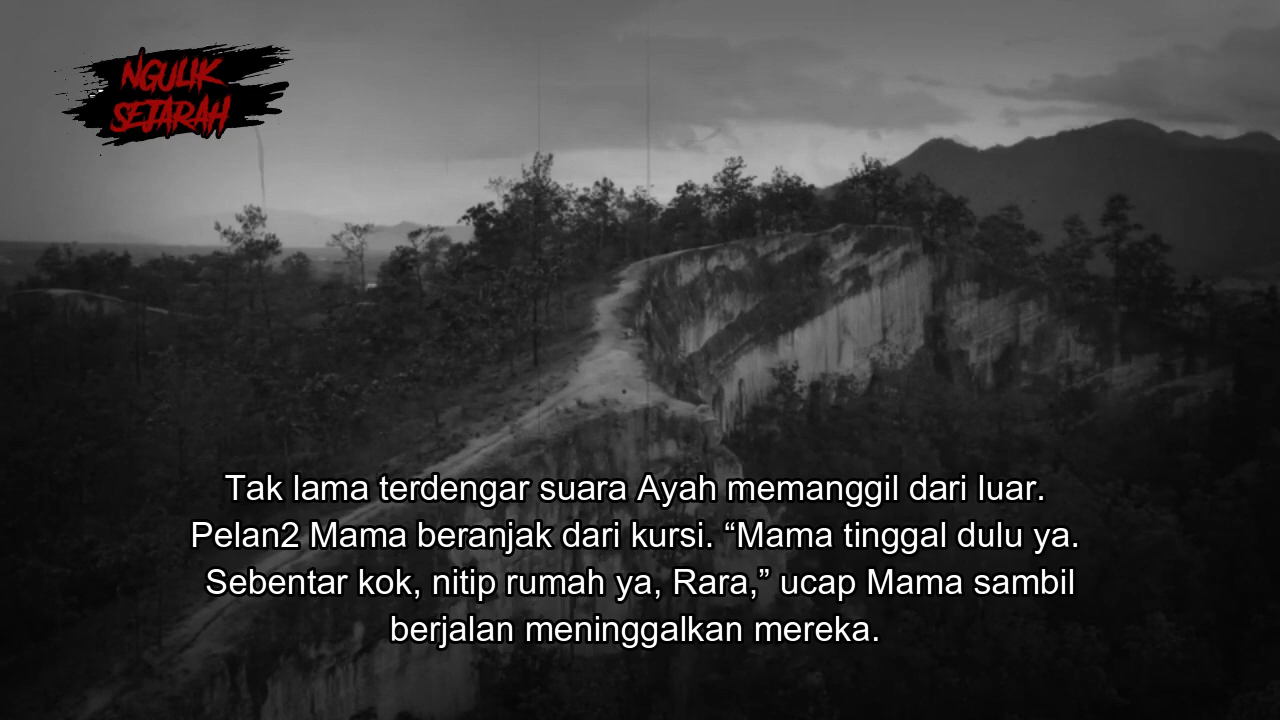 NGULIK
SEJARAH
Tak lama terdengar suara Ayah memanggil dari luar.
Pelan2 Mama beranjak dari kursi. “Mama tinggal dulu ya.
Sebentar kok, nitip rumah ya, Rara,” ucap Mama sambil
berjalan meninggalkan mereka.